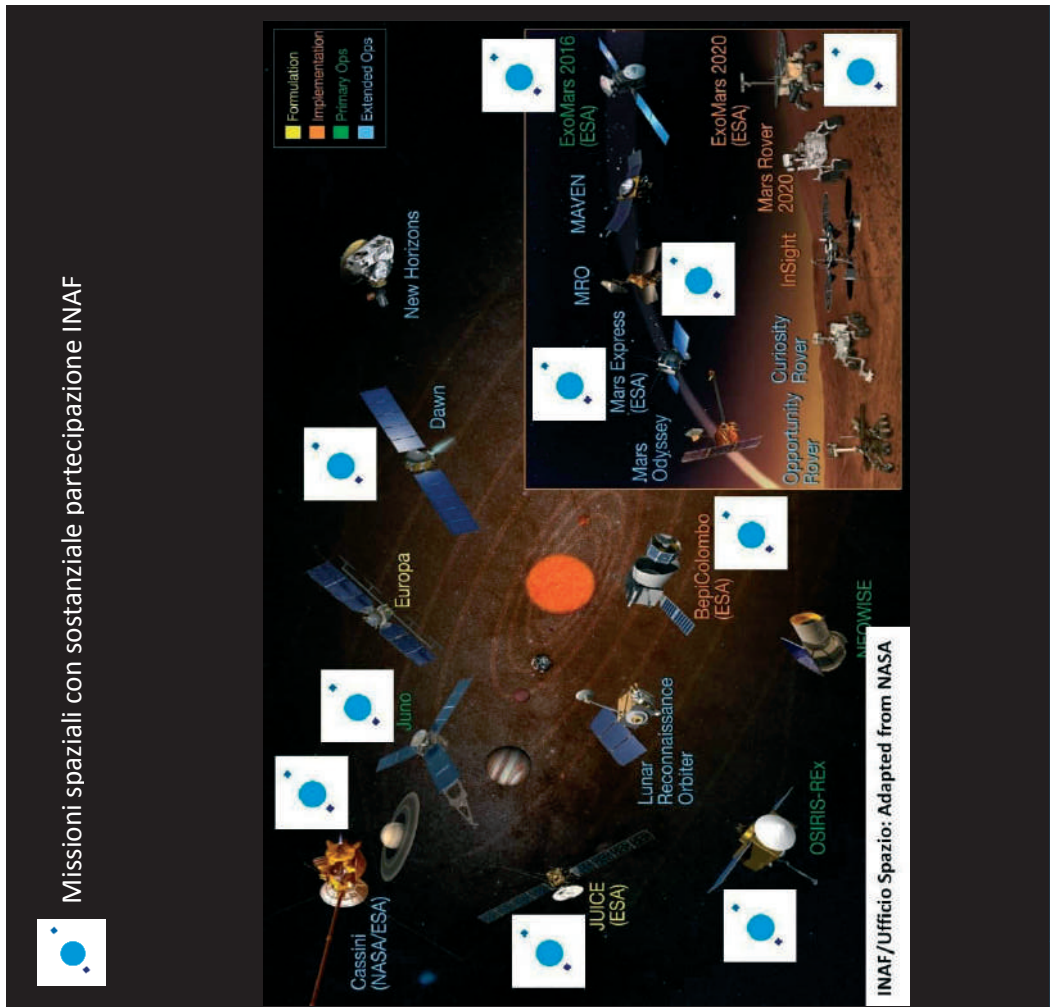 Missioni spaziali con sostanziale partecipazione INAF
Formulation
Implementation
Primary Ops
Extended Ops
Cassini
(NASA/ESA)
Juno
Europa
Dawn
New Horizons
JUICE
(ESA)
Lunar
Reconnaissance
Orbiter
BepiColombo
(ESA)
OSIRIS-REx
NEOWISE
Mars
Odyssey
Mars Express
(ESA)
MRO
MAVEN
ExoMars 2016
(ESA)
Opportunity
Rover
Curiosity
Rover
InSight
Mars Rover
2020
ExoMars 2020
(ESA)
INAF/Ufficio Spazio: Adapted from NASA